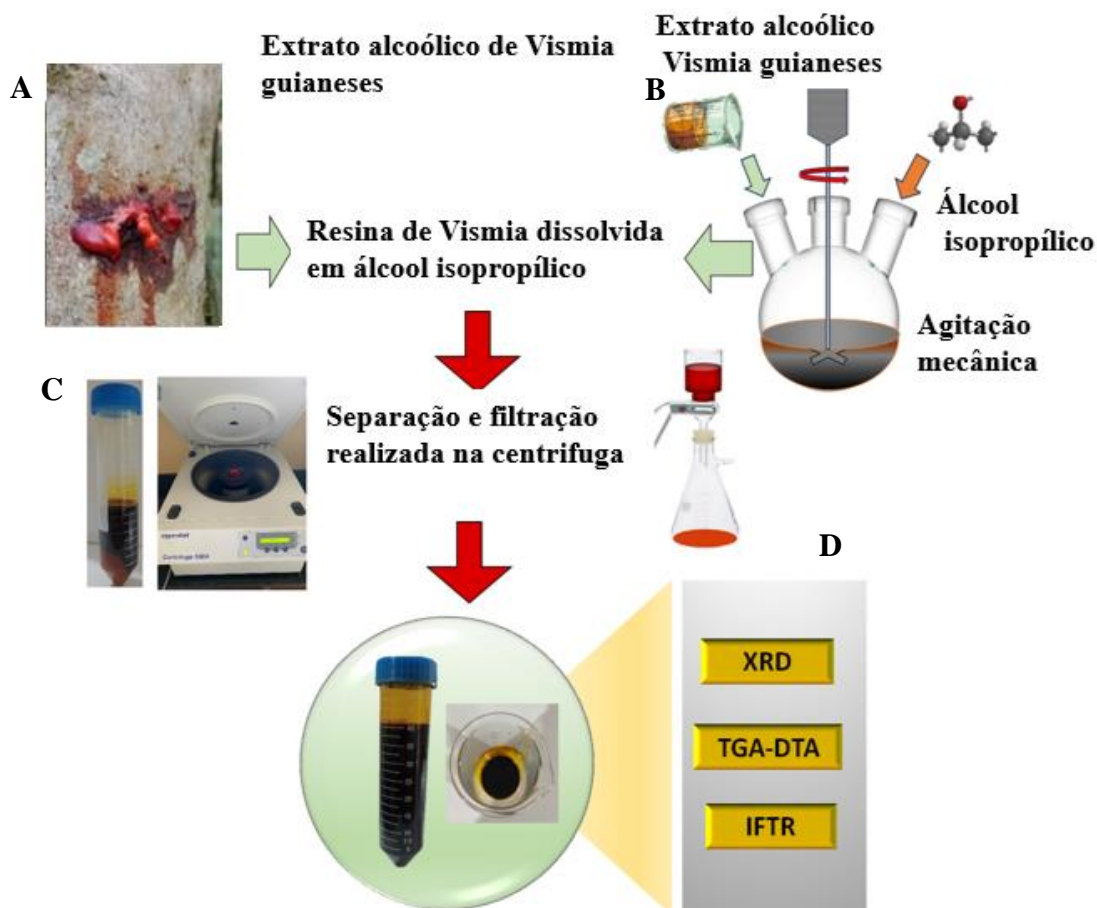 Extrato alcoólico de Vismia
guianeses
Extrato alcoólico
Vismia guianeses
A
B
Resina de Vismia dissolvida
em álcool isopropílico
Álcool
isopropílico
Agitação
mecânica
C
Separação e filtração
realizada na centrifuga
D
XRD
TGA-DTA
IFTR